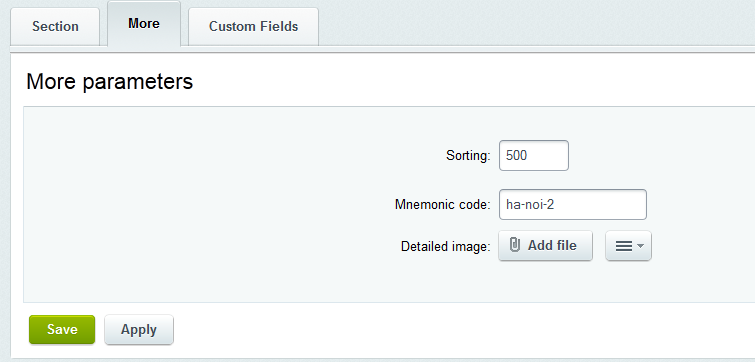 Section More Custom Fields
More parameters
Sorting: 500
Mnemonic code: ha-noi-2
Detailed image: Add file
Save Apply